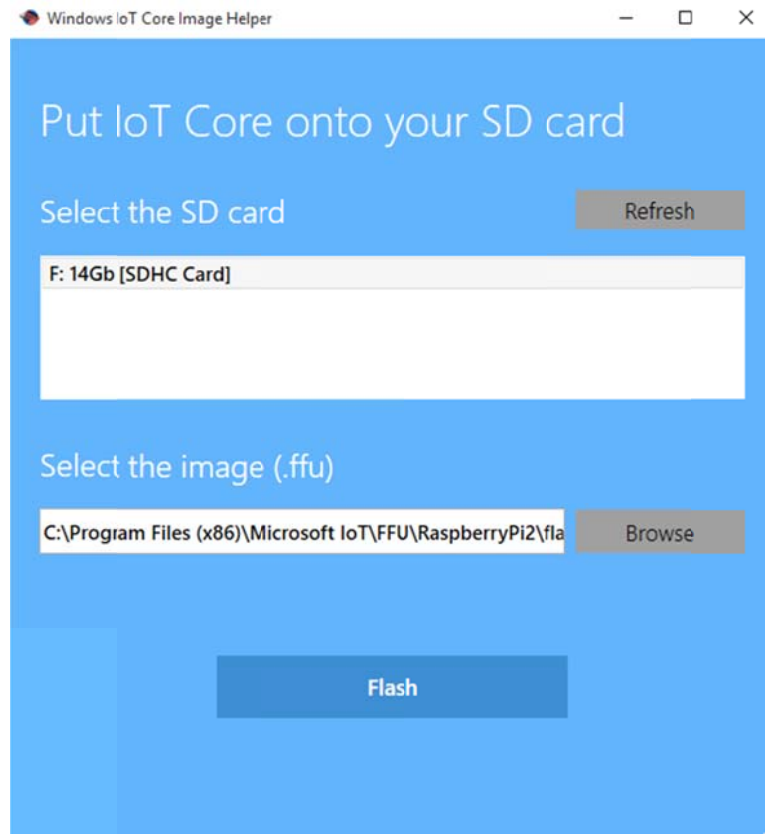 Windows IoT Core Image Helper
Put IoT Core onto your SD card
Select the SD card
Refresh
F: 14Gb [SDHC Card]
Select the image (.ffu)
C:\Program Files (x86)\Microsoft IoT\FFU\RaspberryPi2\fla
Browse
Flash